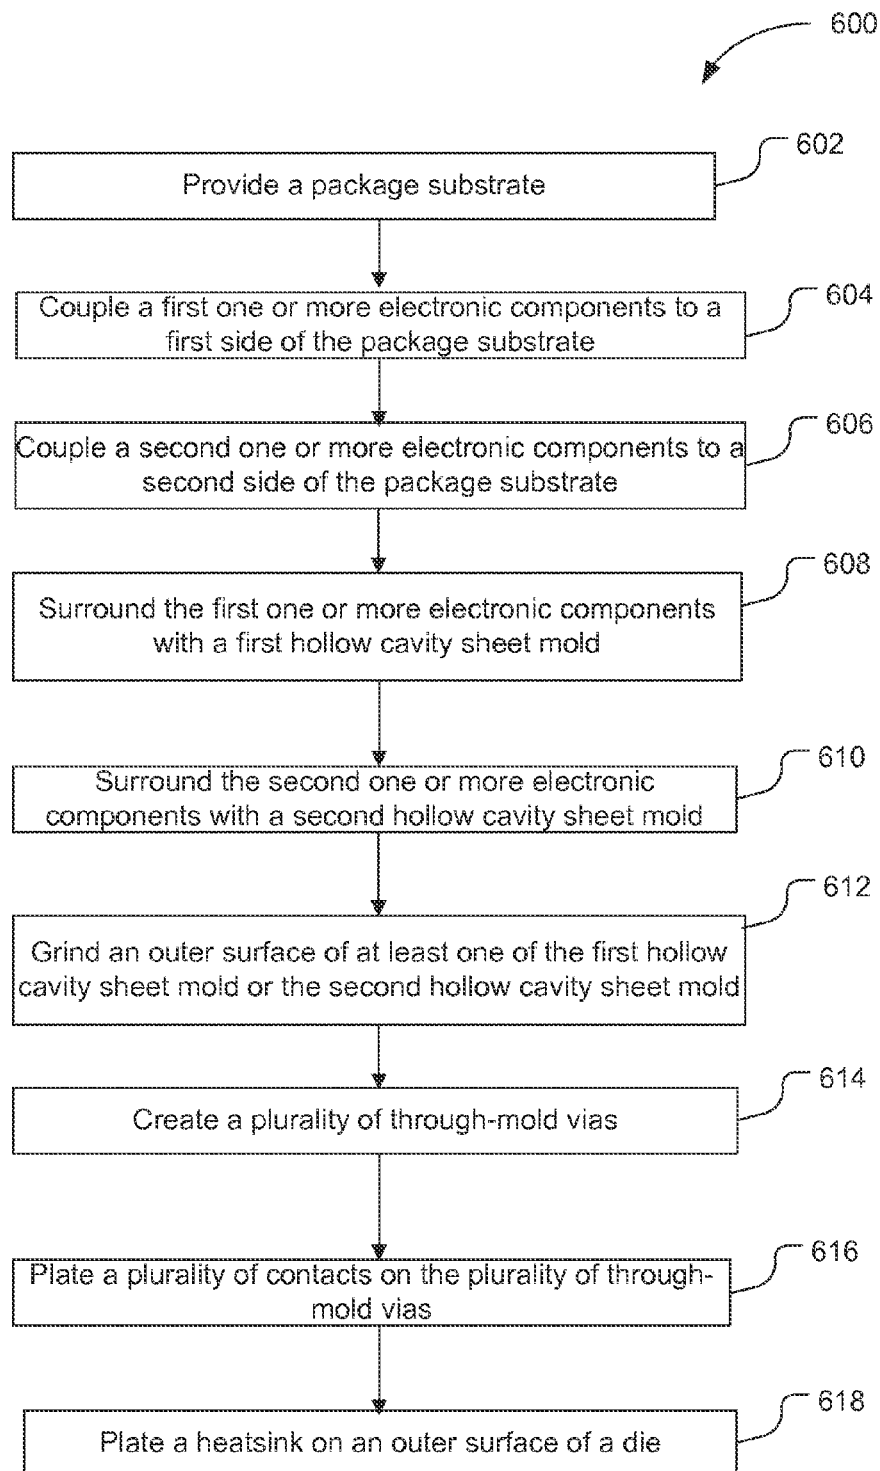 600
602
Provide a package substrate
604
Couple a first one or more electronic components to a
first side of the package substrate
606
Couple a second one or more electronic components to a
second side of the package substrate
608
Surround the first one or more electronic components
with a first hollow cavity sheet mold
610
Surround the second one or more electronic
components with a second hollow cavity sheet mold
612
Grind an outer surface of at least one of the first hollow
cavity sheet mold or the second hollow cavity sheet mold
614
Create a plurality of through-mold vias
616
Plate a plurality of contacts on the plurality of through-
mold vias
618
Plate a heatsink on an outer surface of a die